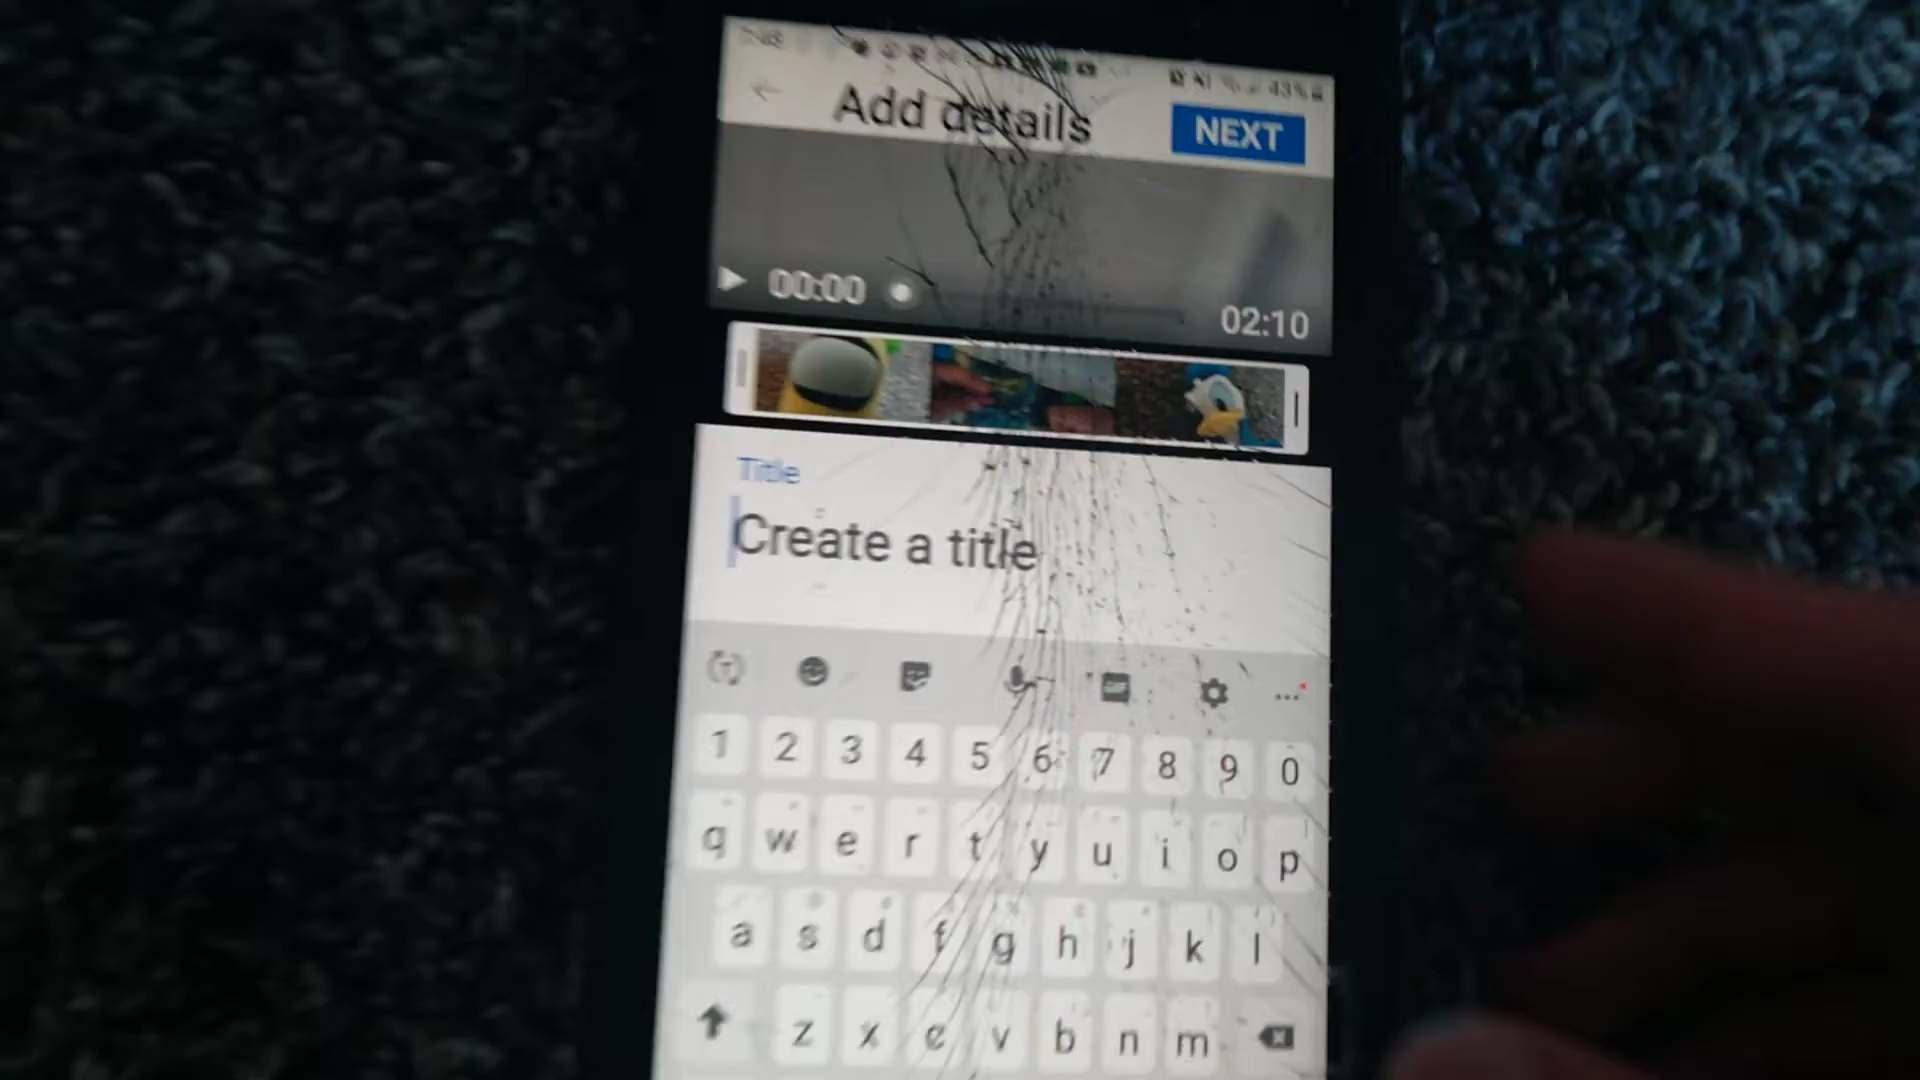 43%
Add details
NEXT
00:00
02:10
Title
Create a title
1 2 3 4 5 6 7 8 9 0
q w e r t y u i o p
a s d f g h j k l
z x c v b n m